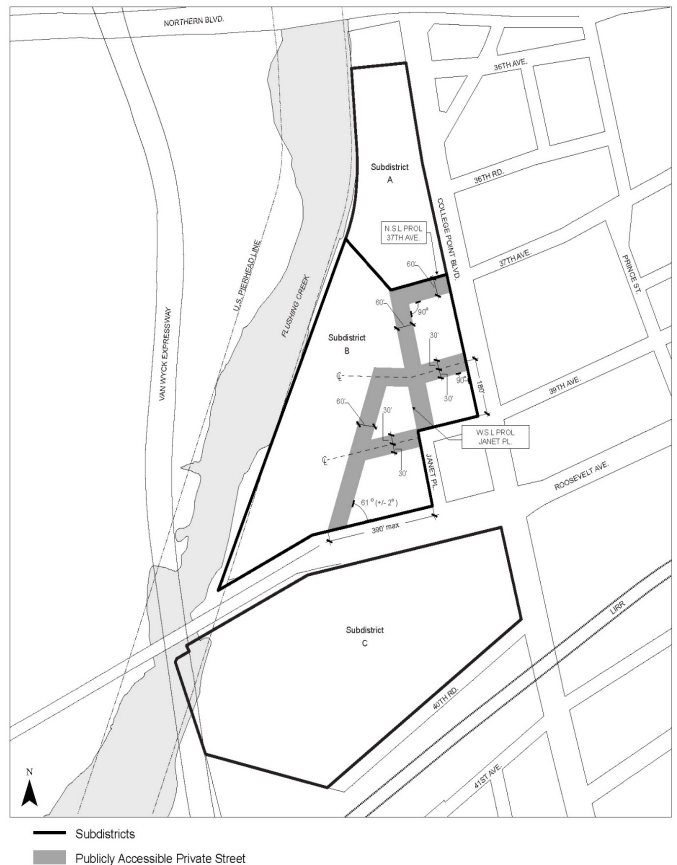 NORTHERN BLVD.
36TH AVE.
Subdistrict
A
36TH RD.
COLLEGE POINT BLVD.
N.S.L PROL
37TH AVE.
37TH AVE.
PRINCE ST.
U.S. PIERHEAD LINE
FLUSHING CREEK
VAN WYCK EXPRESSWAY
60'
60'
90°
Subdistrict
B
30'
30'
90°
180'
39TH AVE.
60'
30'
30'
W.S.L PROL
JANET PL.
JANET PL.
ROOSEVELT AVE.
61° (+/- 2°)
390' max
Subdistrict
C
LIRR
40TH RD.
41ST AVE.
N
Subdistricts
Publicly Accessible Private Street